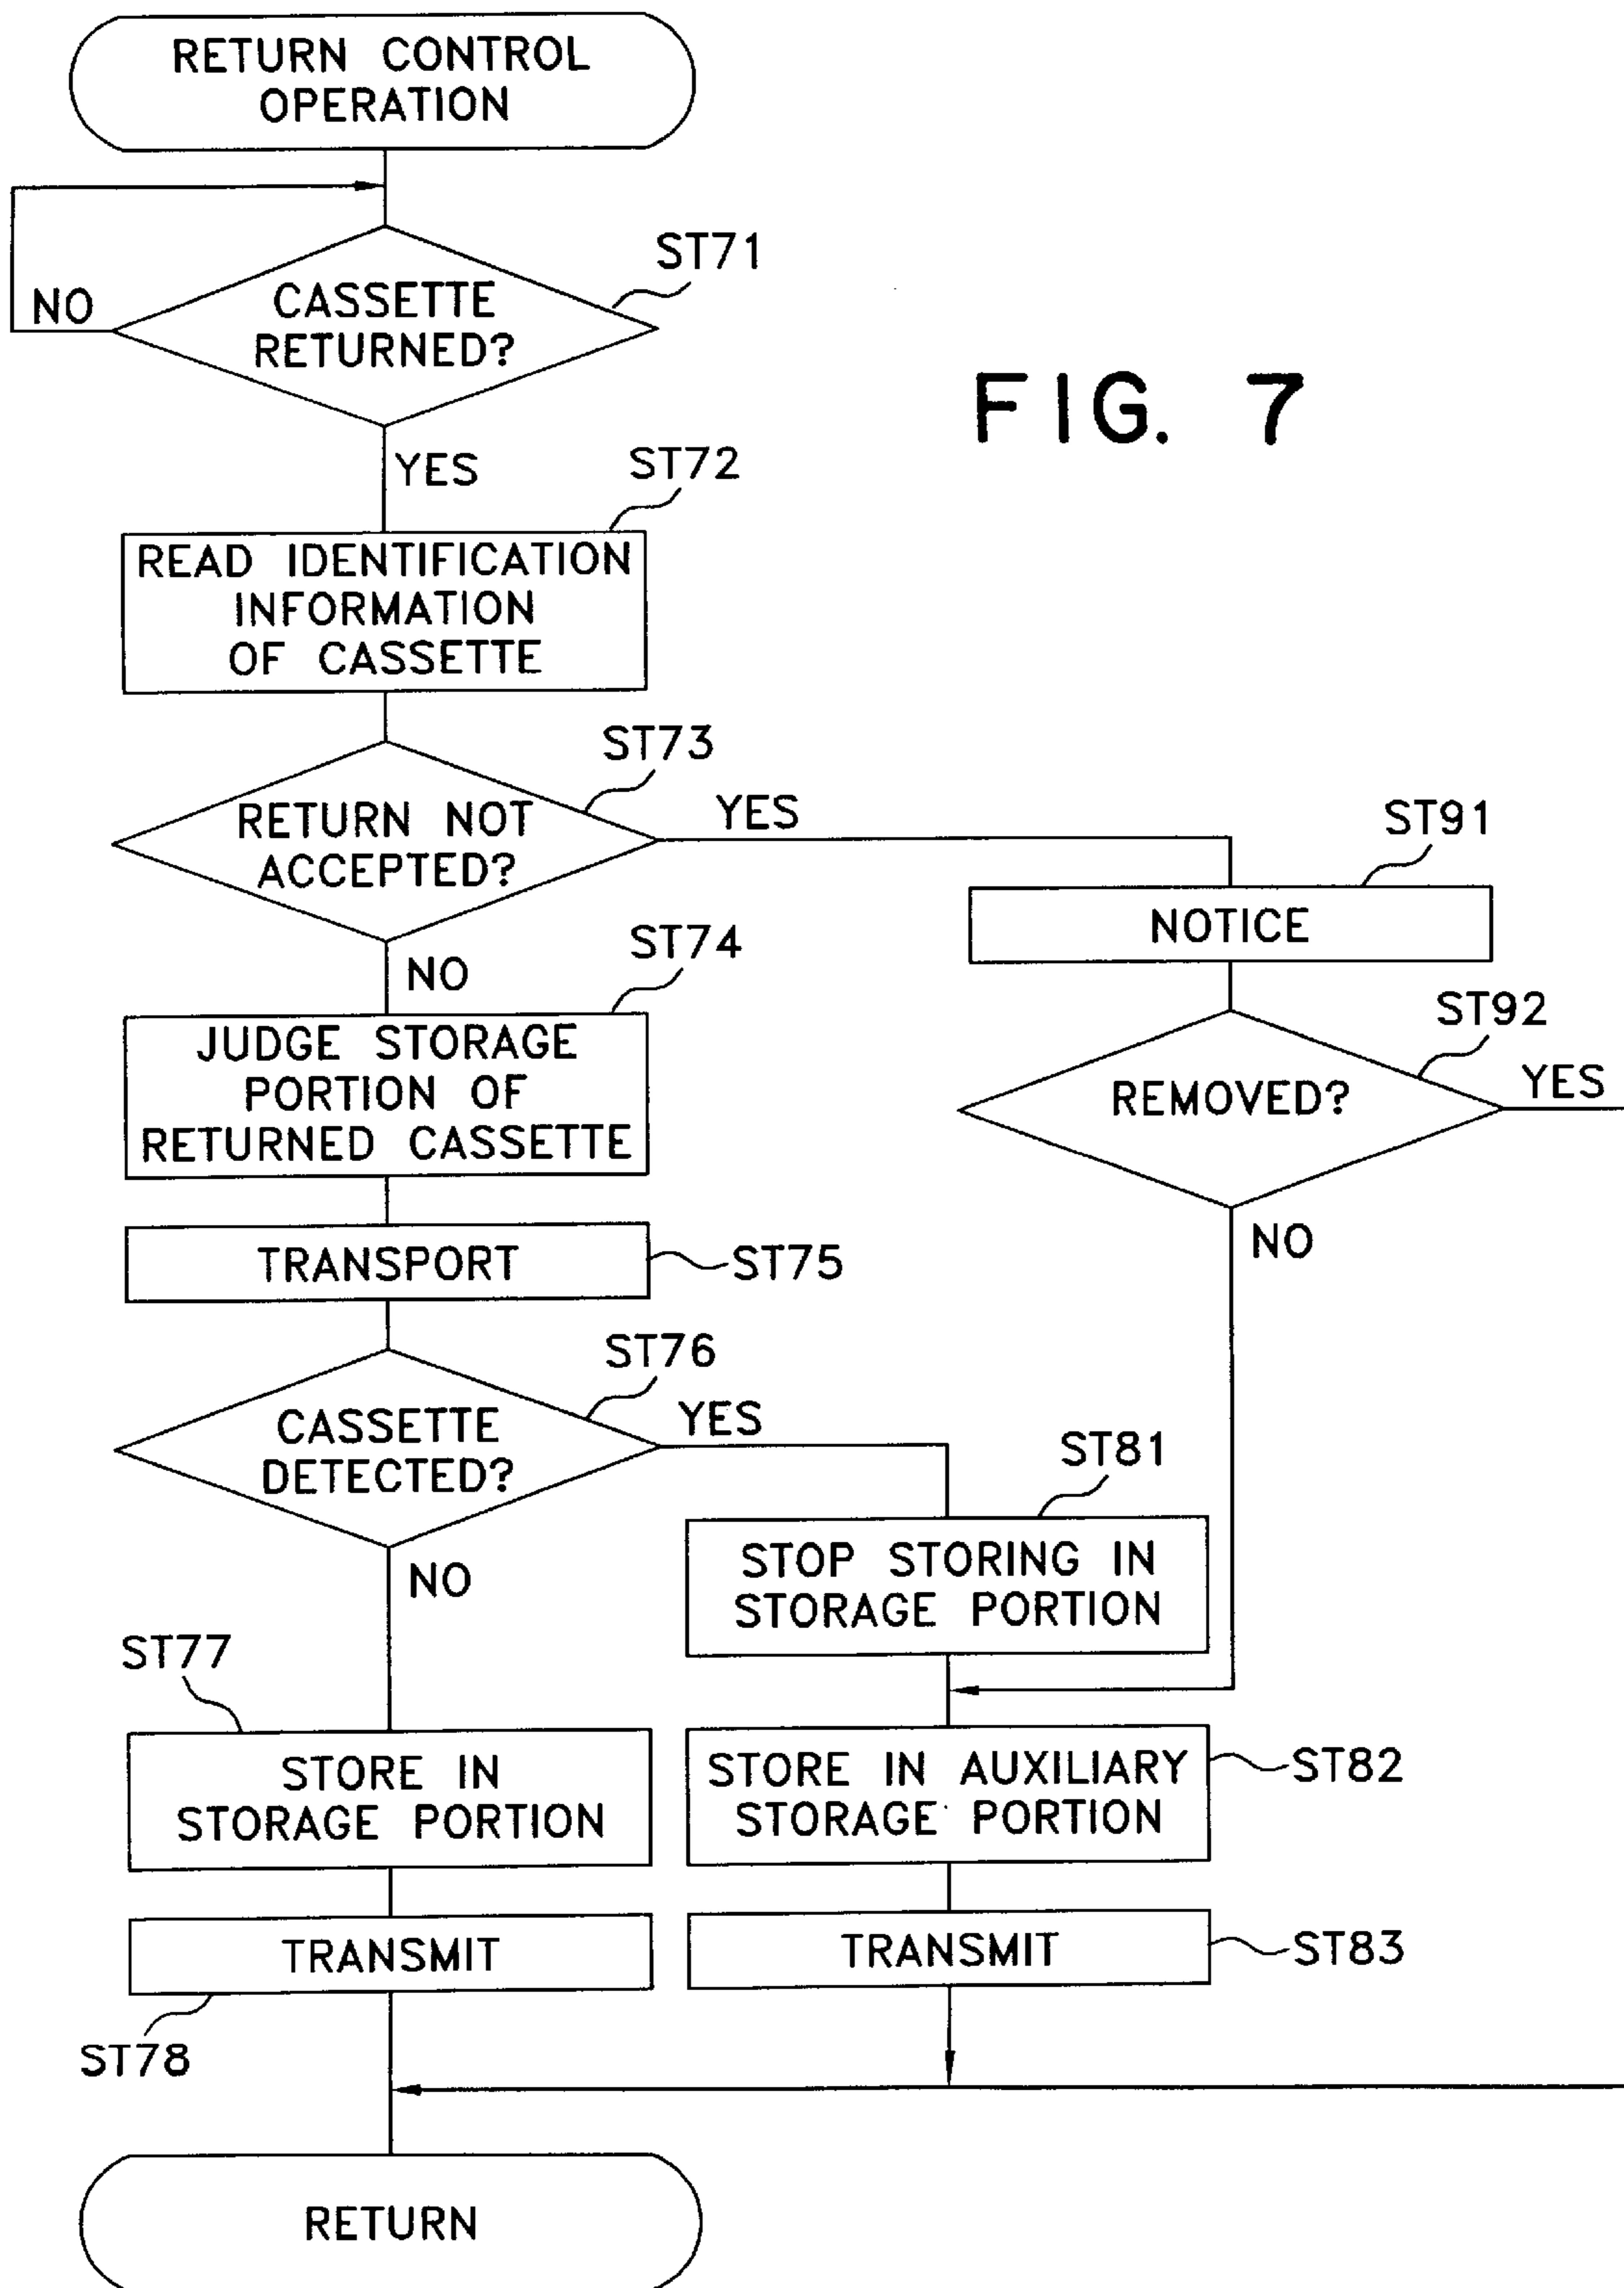 RETURN CONTROL
OPERATION
ST71
CASSETTE
RETURNED?
NO
FIG. 7
YES
ST72
READ IDENTIFICATION
INFORMATION
OF CASSETTE
ST73
RETURN NOT
ACCEPTED?
YES
ST91
NOTICE
NO
ST74
JUDGE STORAGE
PORTION OF
RETURNED CASSETTE
ST92
REMOVED?
YES
NO
TRANSPORT
ST75
ST76
CASSETTE
DETECTED?
YES
ST81
STOP STORING IN
STORAGE PORTION
NO
ST77
STORE IN
STORAGE PORTION
STORE IN AUXILIARY
STORAGE PORTION
ST82
TRANSMIT
ST78
TRANSMIT
ST83
RETURN